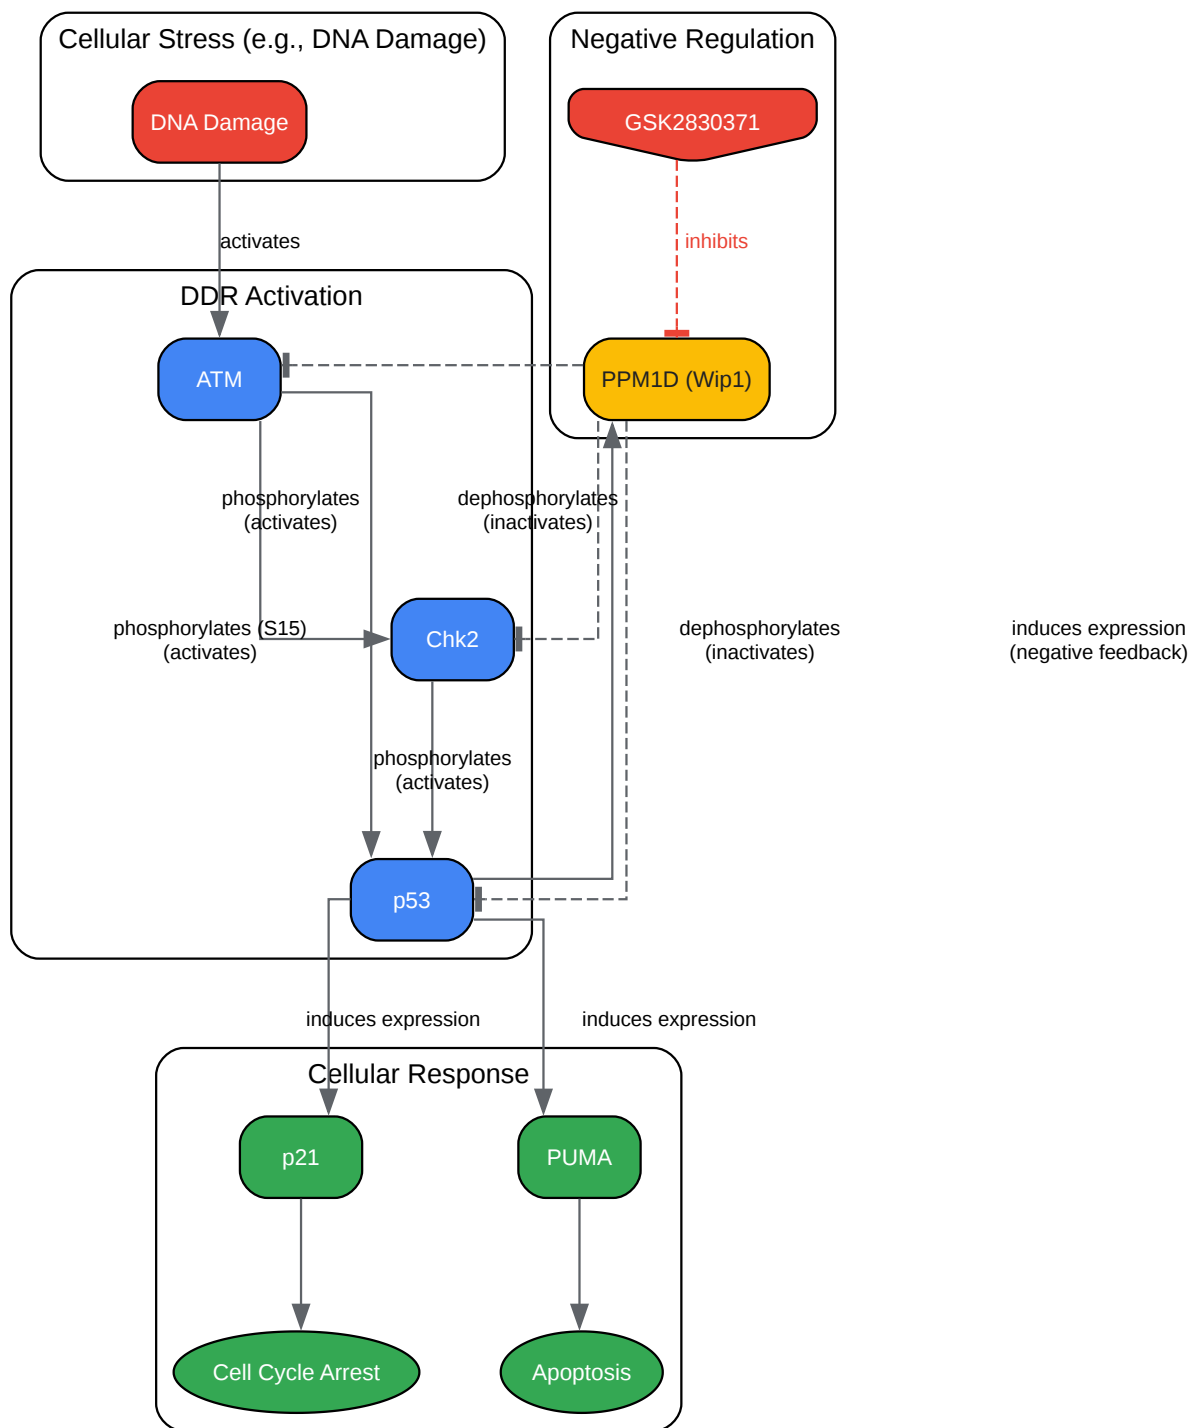 Cellular Stress (e.g., DNA Damage)
Negative Regulation
DNA Damage
GSK2830371
activates
inhibits
DDR Activation
ATM
PPM1D (Wip1)
phosphorylates
(activates)
dephosphorylates
(inactivates)
phosphorylates (S15)
(activates)
Chk2
dephosphorylates
(inactivates)
induces expression
(negative feedback)
phosphorylates
(activates)
p53
induces expression
induces expression
Cellular Response
p21
PUMA
Cell Cycle Arrest
Apoptosis